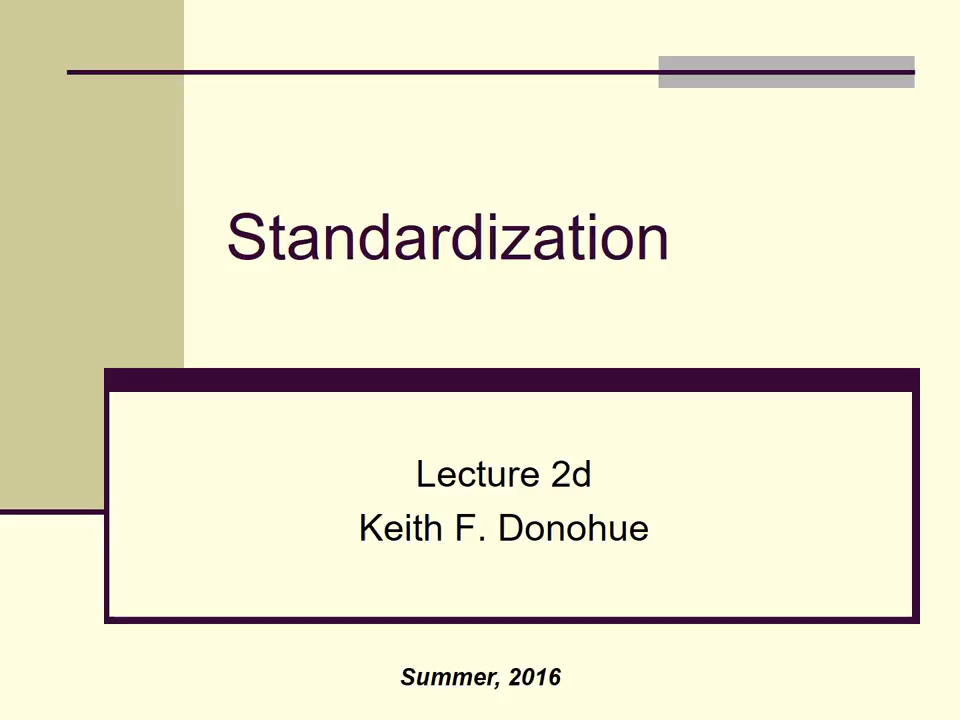 Standardization
Lecture 2d
Keith F. Donohue
Summer, 2016